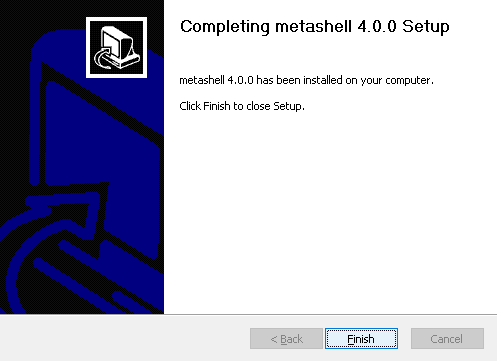 Completing metashell 4.0.0 Setup
metashell 4.0.0 has been installed on your computer.
Click Finish to close Setup.
< Back
Finish
Cancel